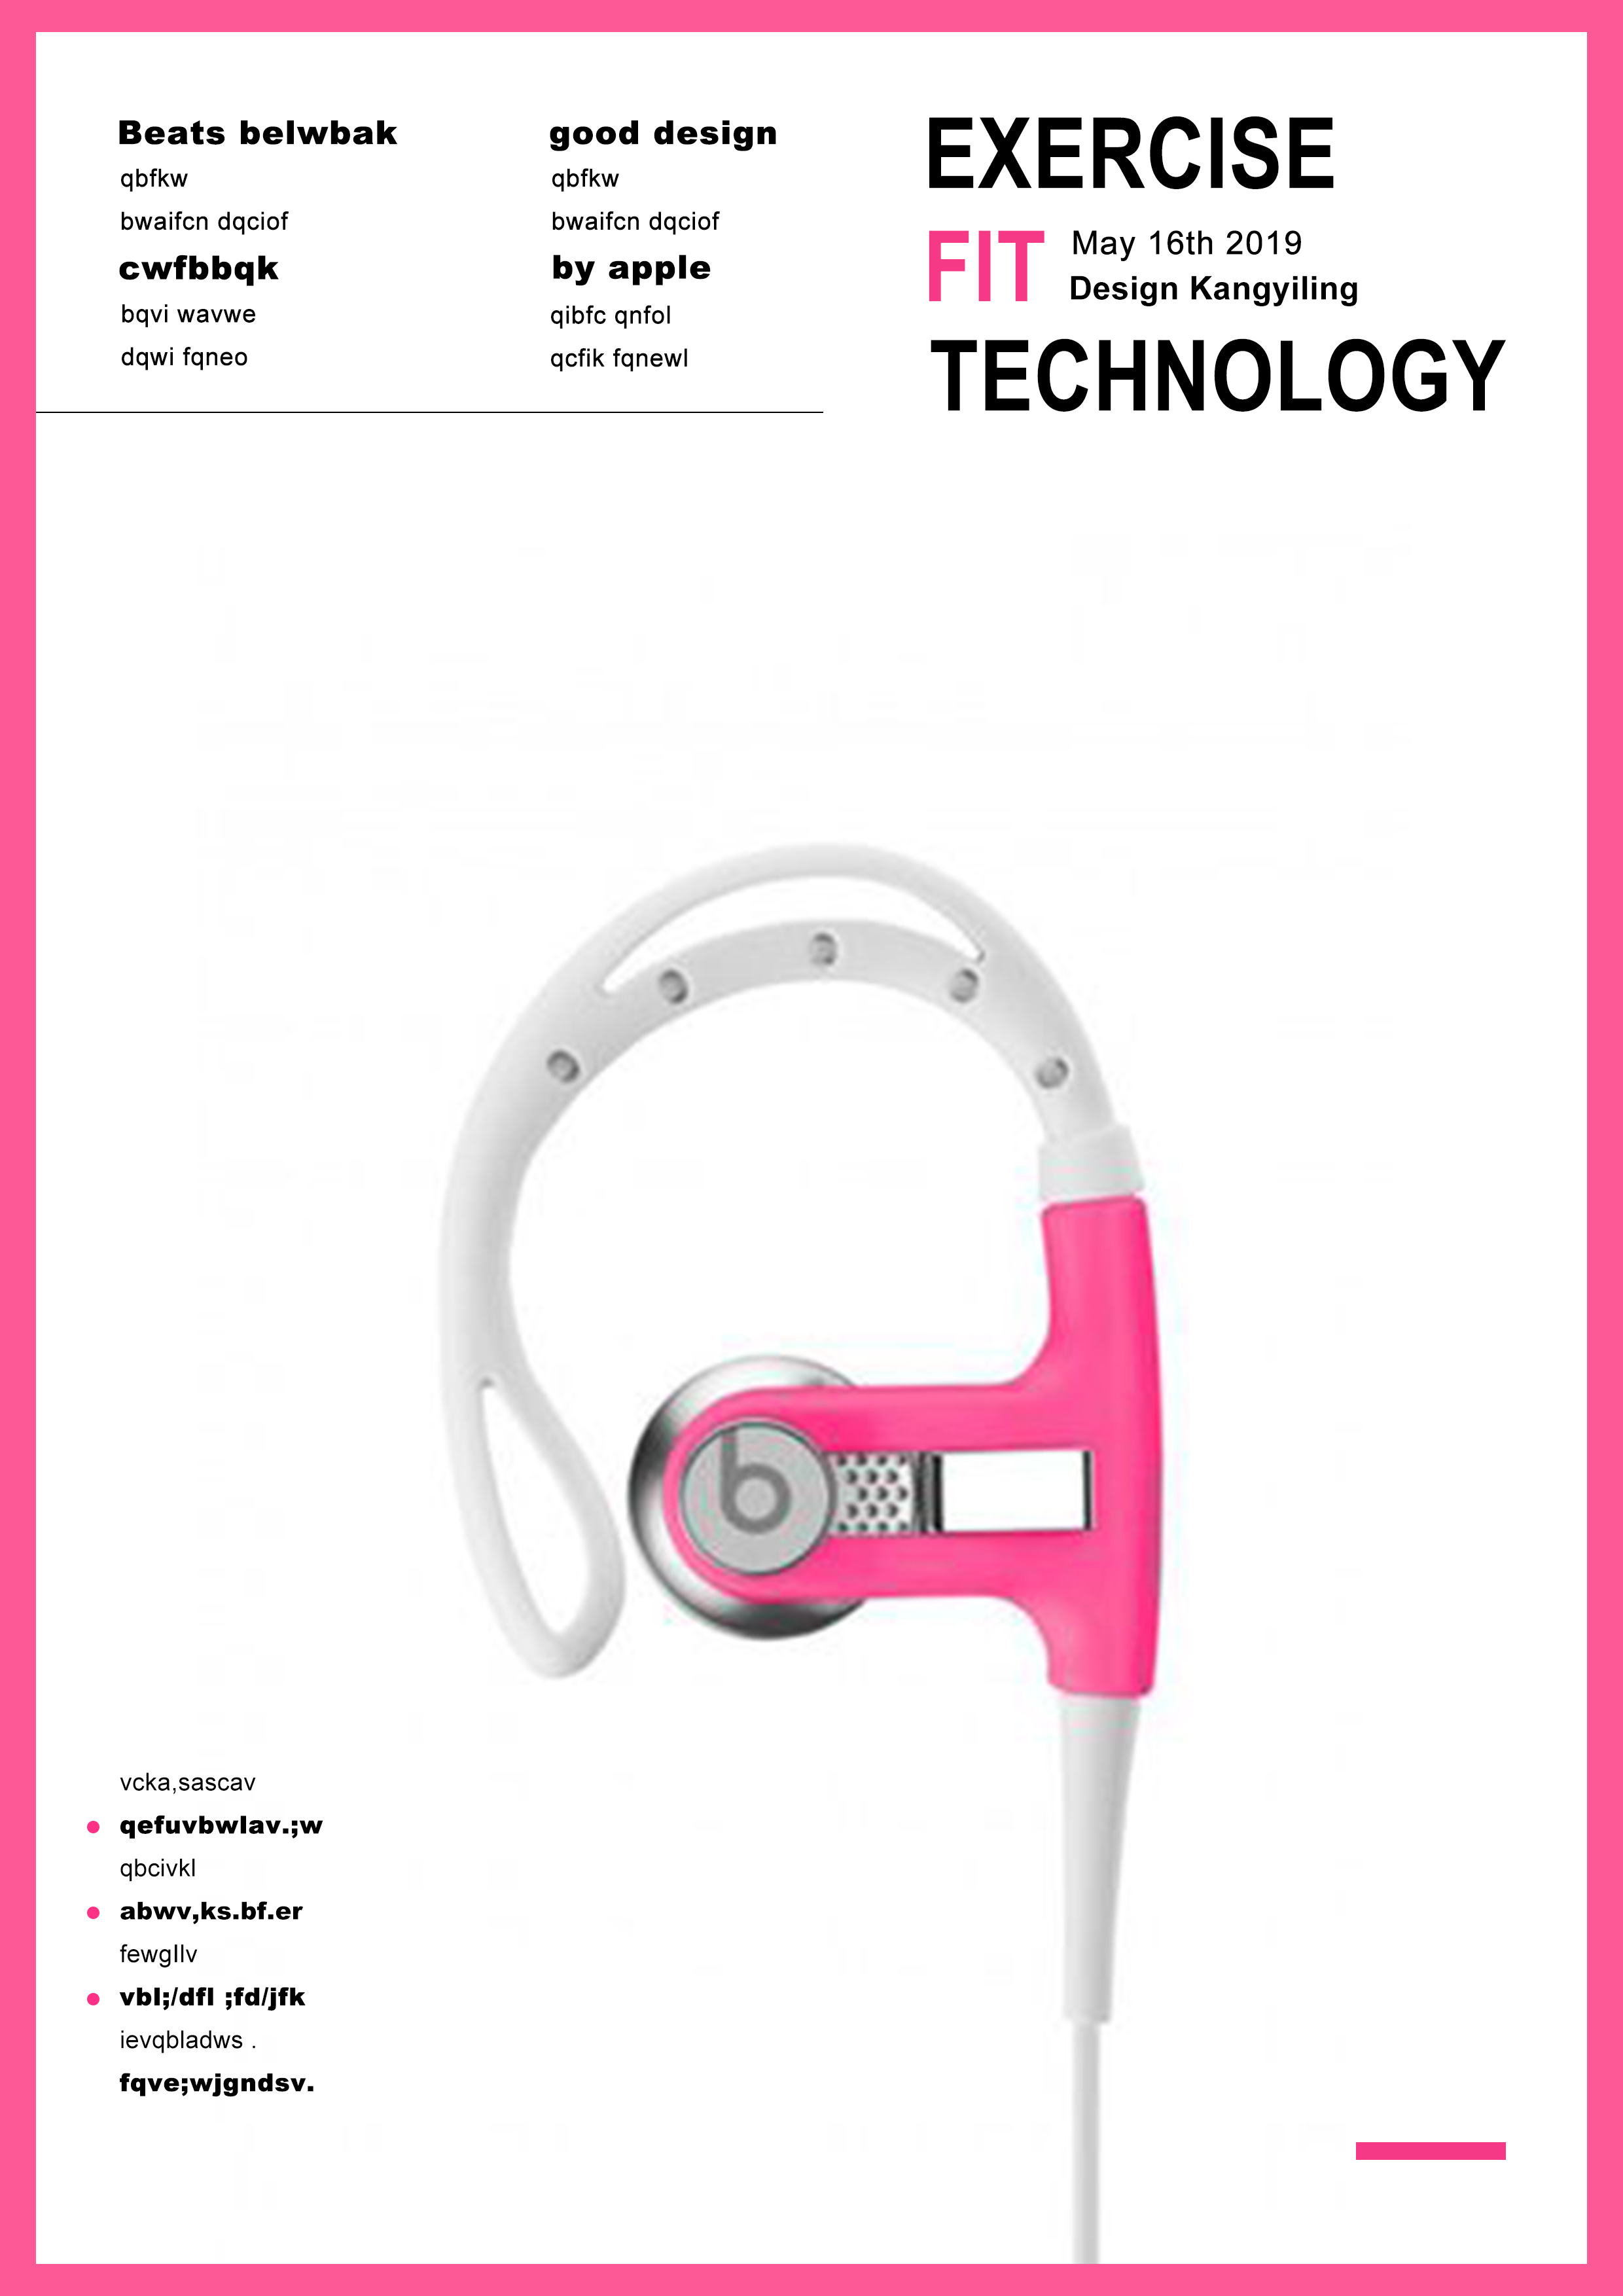 Beats belwbak
qbfkw
bwaifcn dqciof
cwfbbqk
bqvi wavwe
dqwi fqneo
good design
qbfkw
bwaifcn dqciof
by apple
qibfc qnfol
qcfik fqnewl
EXERCISE
FIT
May 16th 2019
Design Kangyiling
TECHNOLOGY
b
vcka,sascav
qefuvbwlav.;w
qbcivkl
abwv,ks.bf.er
fewgllv
vbl;/dfl ;fd/jfk
ievqbladws .
fqve;wjgndsv.